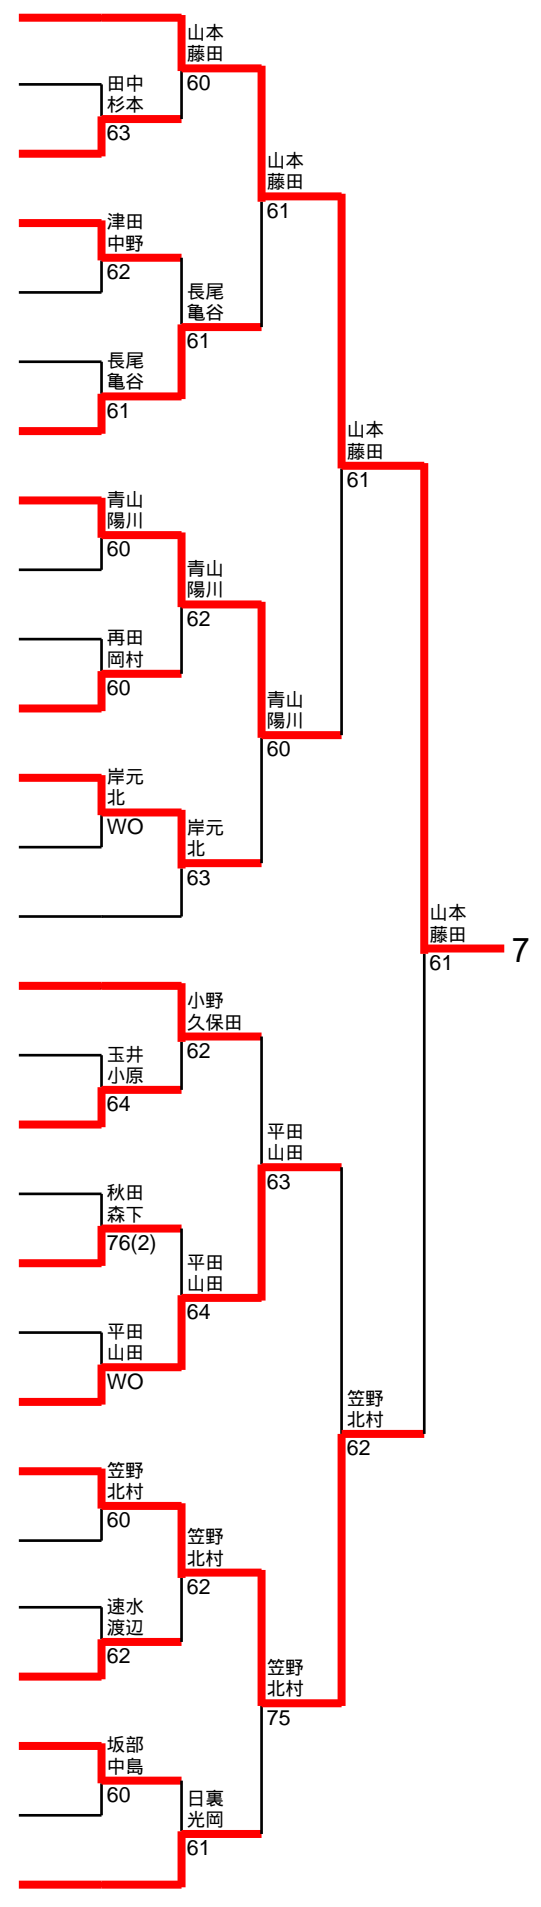 山本
藤田
60
田中
杉本
63
山本
藤田
61
津田
中野
62
長尾
亀谷
61
長尾
亀谷
61
山本
藤田
61
青山
陽川
60
青山
陽川
62
再田
岡村
60
青山
陽川
60
岸元
北
WO
岸元
北
63
山本
藤田
61
7
小野
久保田
62
玉井
小原
64
平田
山田
63
秋田
森下
76(2)
平田
山田
64
平田
山田
WO
笠野
北村
62
笠野
北村
60
笠野
北村
62
速水
渡辺
62
笠野
北村
75
坂部
中島
60
日裏
光岡
61